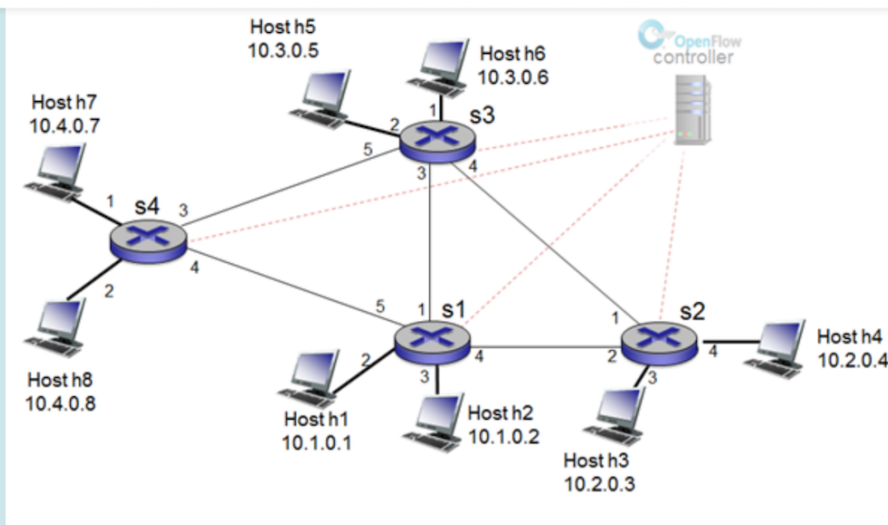 Host h5
10.3.0.5
Host h6
10.3.0.6
OpenFlow
controller
Host h7
10.4.0.7
1
s3
2
5
4
3
1
s4
3
4
2
5
1
s1
2
4
3
1
s2
2
4
3
Host h4
10.2.0.4
Host h8
10.4.0.8
Host h1
10.1.0.1
Host h2
10.1.0.2
Host h3
10.2.0.3